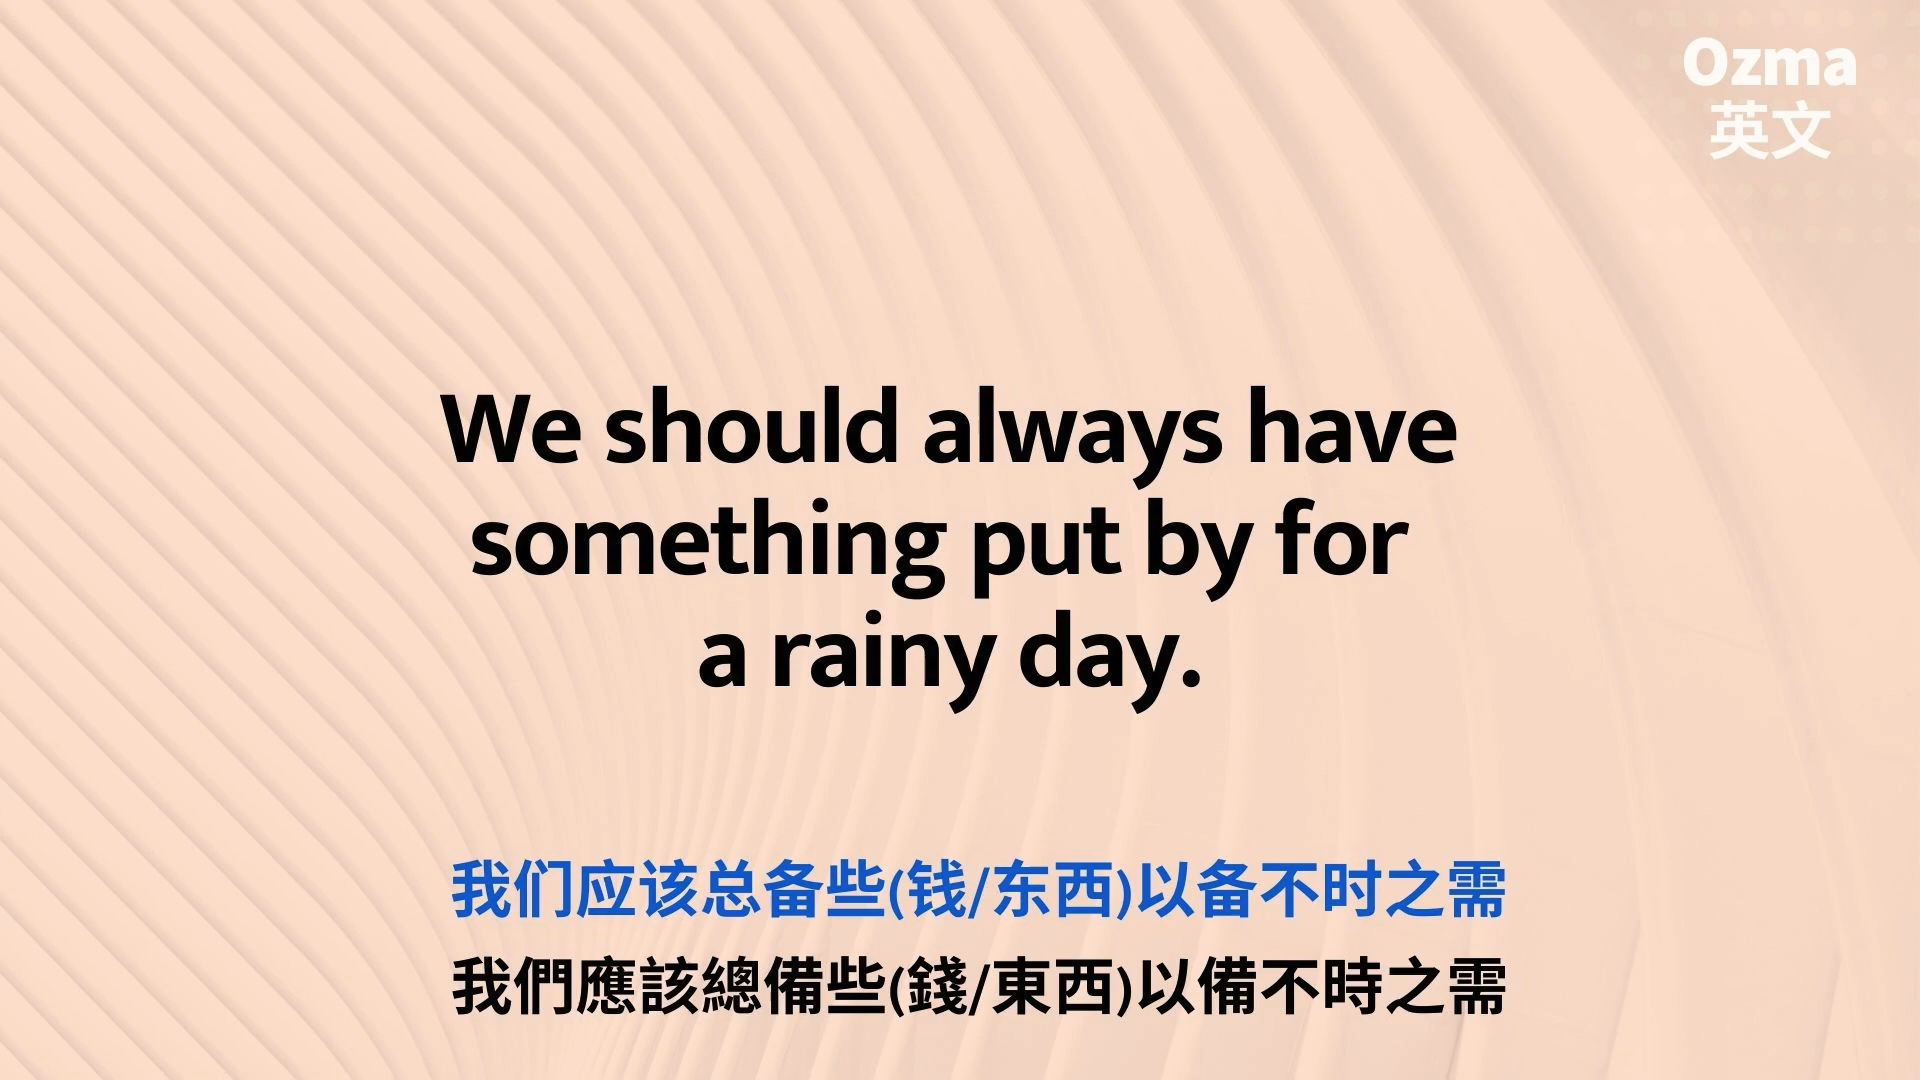 Ozma
英文
We should always have
something put by for
a rainy day.
我们应该总备些(钱/东西)以备不时之需
我們應該總備些(錢/東西)以備不時之需